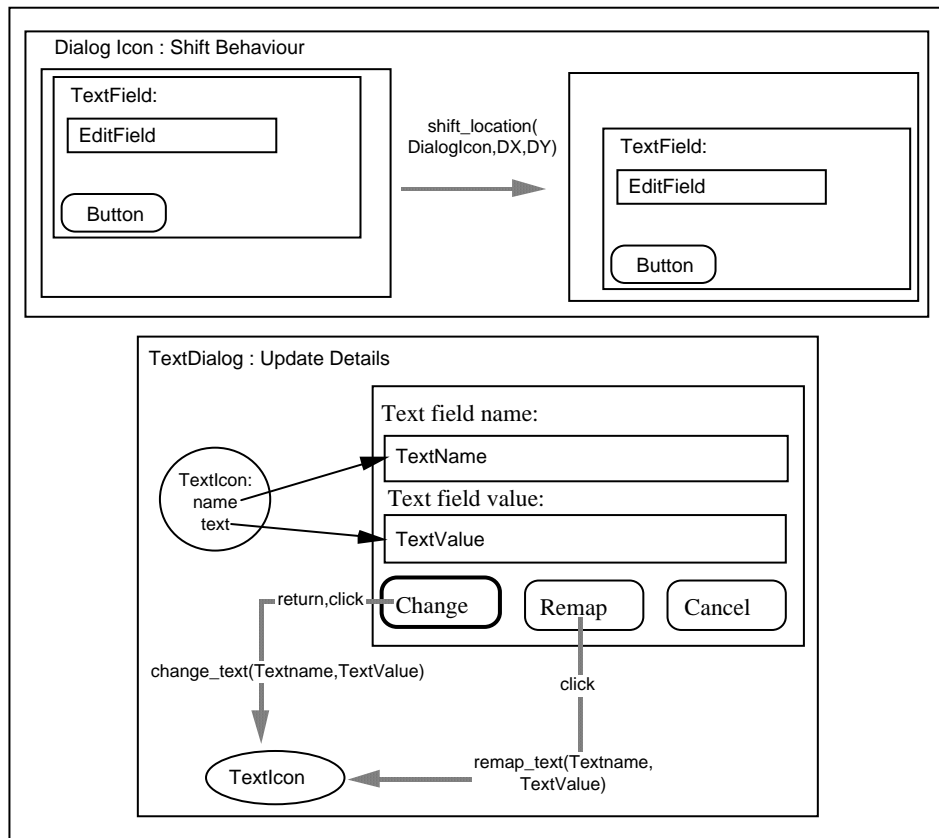 Dialog Icon : Shift Behaviour
TextField:
EditField
Button
shift_location(
DialogIcon,DX,DY)
TextField:
EditField
Button
TextDialog : Update Details
TextIcon:
name
text
Text field name:
TextName
Text field value:
TextValue
Change
Remap
Cancel
return,click
change_text(Textname,TextValue)
click
remap_text(Textname,
TextValue)
TextIcon